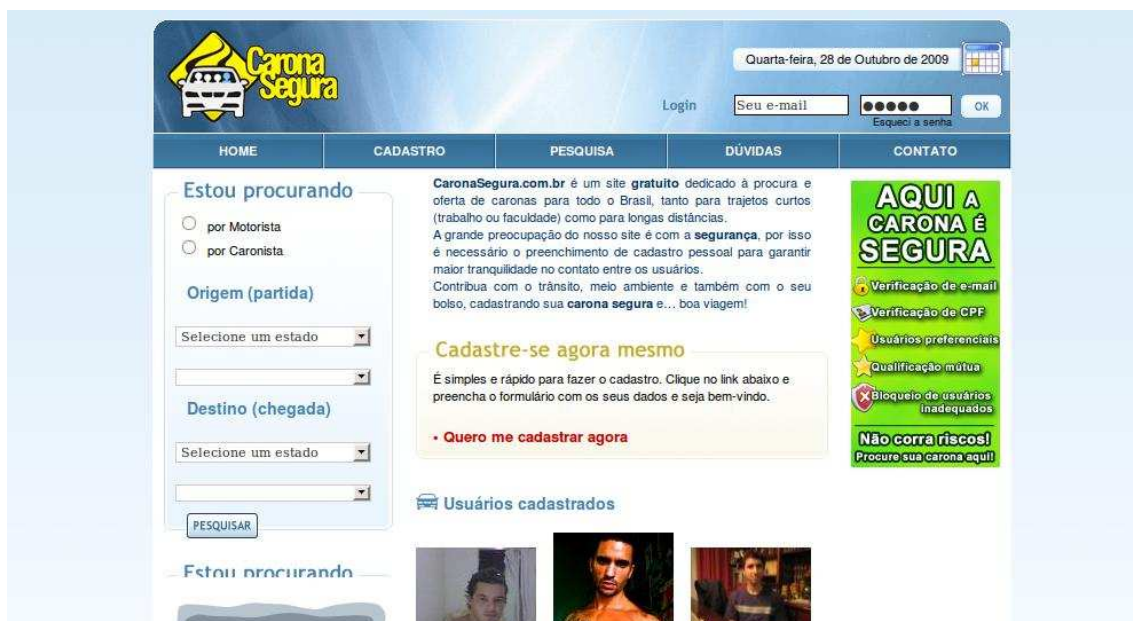 Carona
Segura
Quarta-feira, 28 de Outubro de 2009
Login
Seu e-mail
OK
Esqueci a senha
HOME
CADASTRO
PESQUISA
DÚVIDAS
CONTATO
Estou procurando
por Motorista
por Caronista
Origem (partida)
Selecione um estado
Destino (chegada)
Selecione um estado
PESQUISAR
Estou procurando
CaronaSegura.com.br é um site gratuito dedicado à procura e
oferta de caronas para todo o Brasil, tanto para trajetos curtos
(trabalho ou faculdade) como para longas distâncias.
A grande preocupação do nosso site é com a segurança, por isso
é necessário o preenchimento de cadastro pessoal para garantir
maior tranquilidade no contato entre os usuários.
Contribua com o trânsito, meio ambiente e também com o seu
bolso, cadastrando sua carona segura e... boa viagem!
Cadastre-se agora mesmo
É simples e rápido para fazer o cadastro. Clique no link abaixo e
preencha o formulário com os seus dados e seja bem-vindo.
• Quero me cadastrar agora
Usuários cadastrados
AQUI A
CARONA É
SEGURA
Verificação de e-mail
Verificação de CPF
Usuários preferenciais
Qualificação mútua
Bloqueio de usuários
inadequados
Não corra riscos!
Procure sua carona aqui!